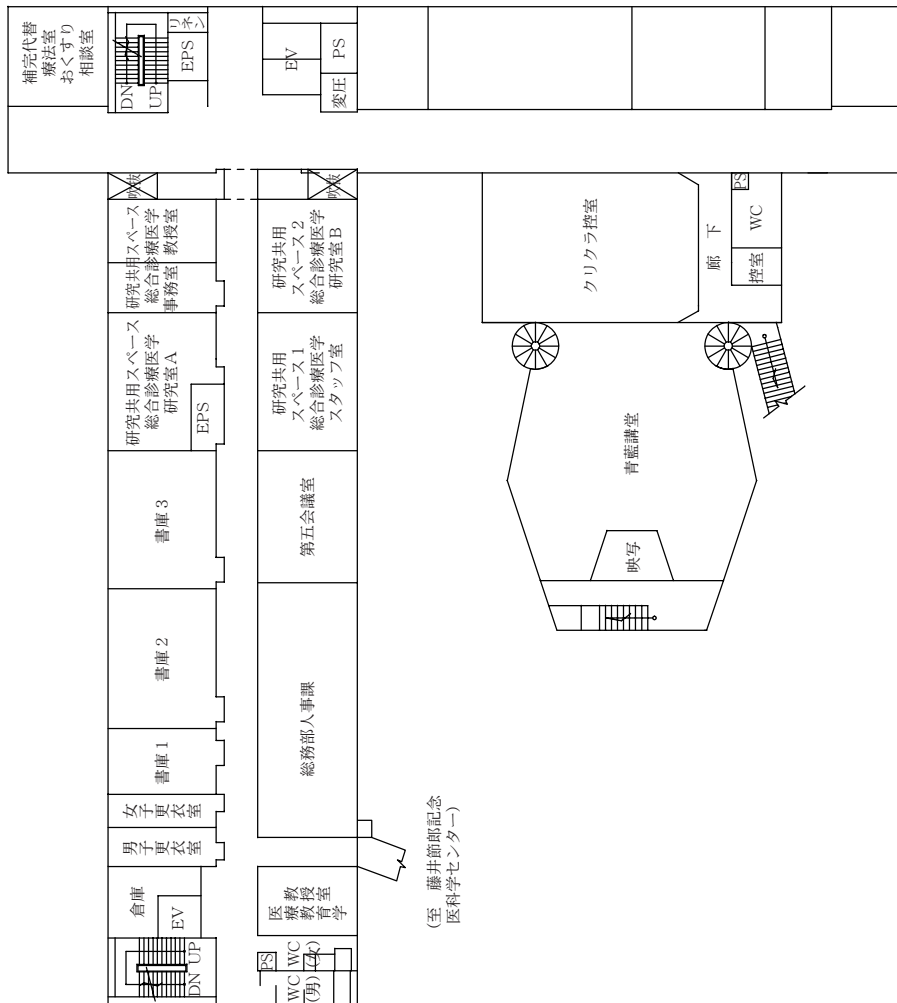 補完代替
療法室
おくすり
相談室
DN
UP
リネン
EPS
EV
PS
変圧
吹抜
吹抜
研究共用スペース
総合診療医学
教授室
研究共用スペース
総合診療医学
事務室
研究共用スペース
総合診療医学
研究室A
EPS
研究共用
スペース2
総合診療医学
研究室B
研究共用
スペース1
総合診療医学
スタッフ室
書庫3
第五会議室
書庫2
総務部人事課
書庫1
女子更衣室
男子更衣室
倉庫
EV
DN
UP
医療教育学
教授室
PS
WC
(女)
WC
(男)
(至 藤井節郎記念
医科学センター)
クリクラ控室
廊下
PS
WC
控室
青藍講堂
映写